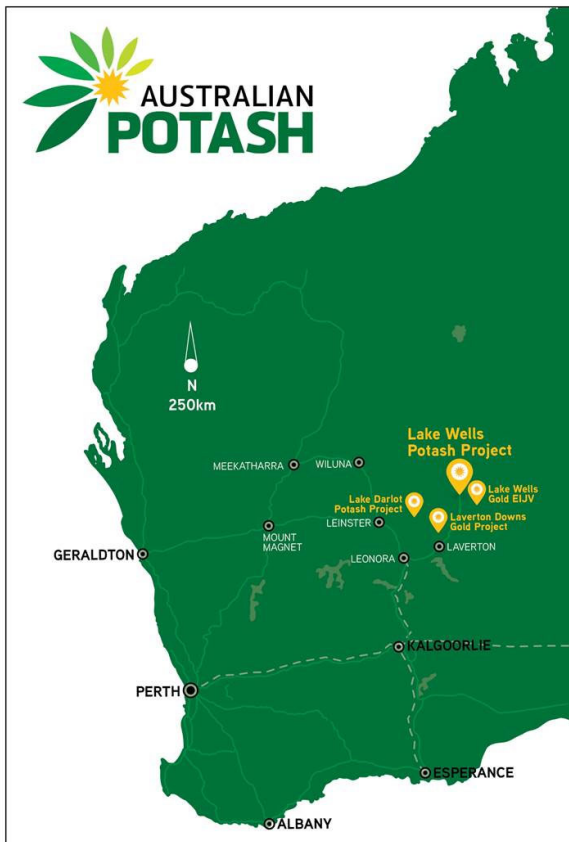 AUSTRALIAN
POTASH
N
250km
Lake Wells
Potash Project
MEEKATHARRA
WILUNA
Lake Wells
Gold EIJV
Lake Darlot
Potash Project
Laverton Downs
Gold Project
LEINSTER
MOUNT
MAGNET
GERALDTON
LAVERTON
LEONORA
KALGOORLIE
PERTH
ESPERANCE
ALBANY